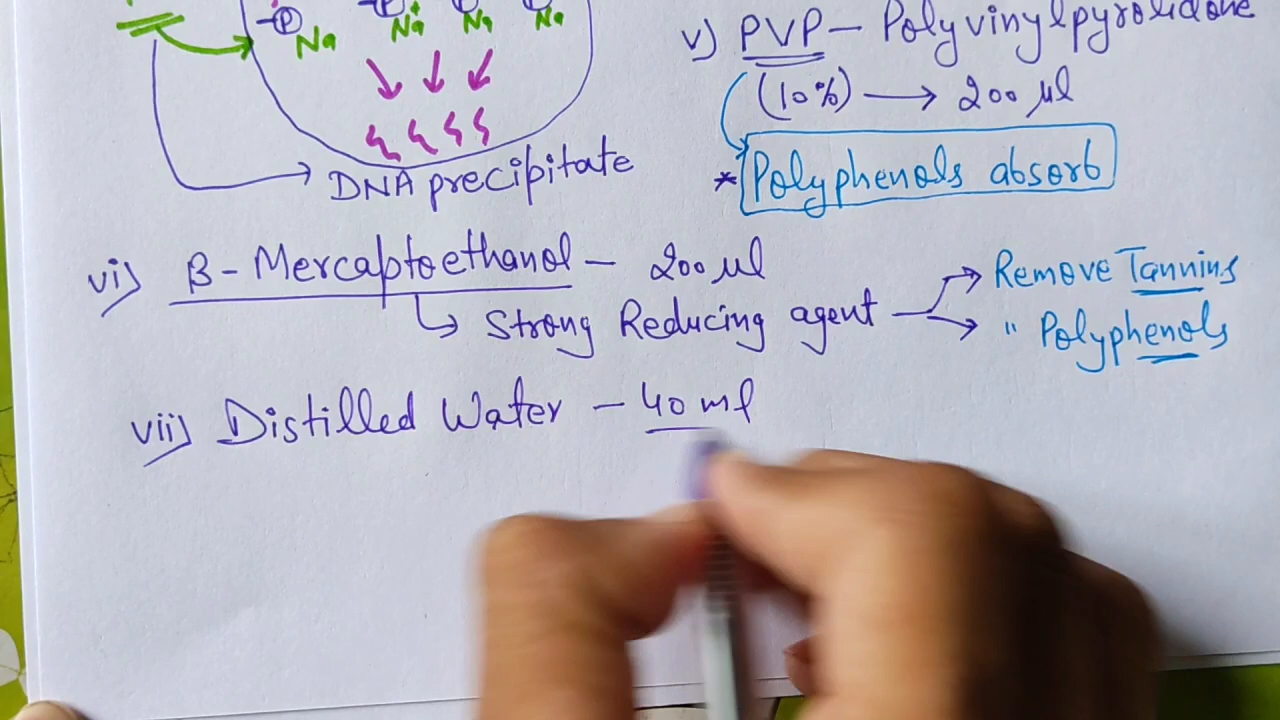 P Na P Na+ P Na P Na
DNA precipitate
v) PVP - Polyvinylpyrolidone
(10%) → 200 µl
* Polyphenols absorb
vi) β-Mercaptoethanol - 200 µl
↳ Strong Reducing agent → Remove Tannins
→ " Polyphenols
vii) Distilled Water - 40 ml